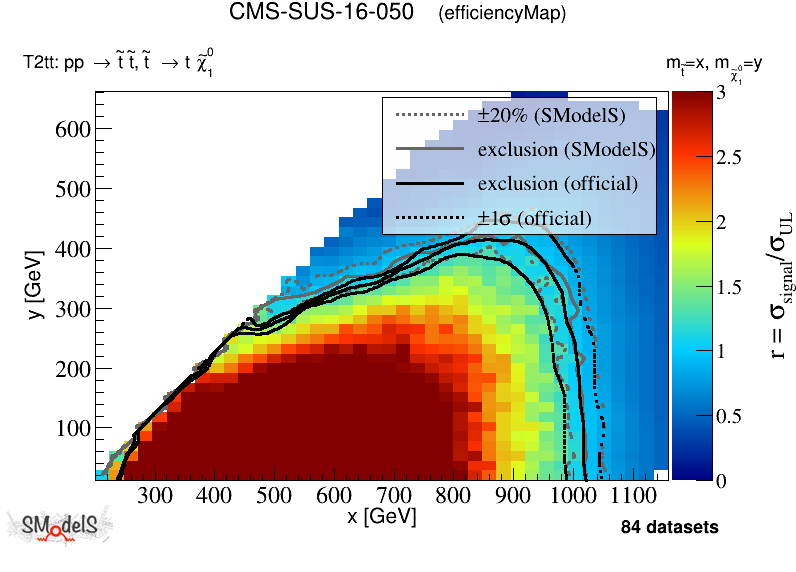 CMS-SUS-16-050 (efficiencyMap)
T2tt: pp → t̃ t̃, t̃ → t χ̃₁⁰
m_t̃=x, m_χ̃₁⁰=y
±20% (SModelS)
exclusion (SModelS)
exclusion (official)
±1σ (official)
600
500
400
300
200
100
y [GeV]
300 400 500 600 700 800 900 1000 1100
x [GeV]
3
2.5
2
1.5
1
0.5
0
r = σ_signal/σ_UL
SModelS
84 datasets